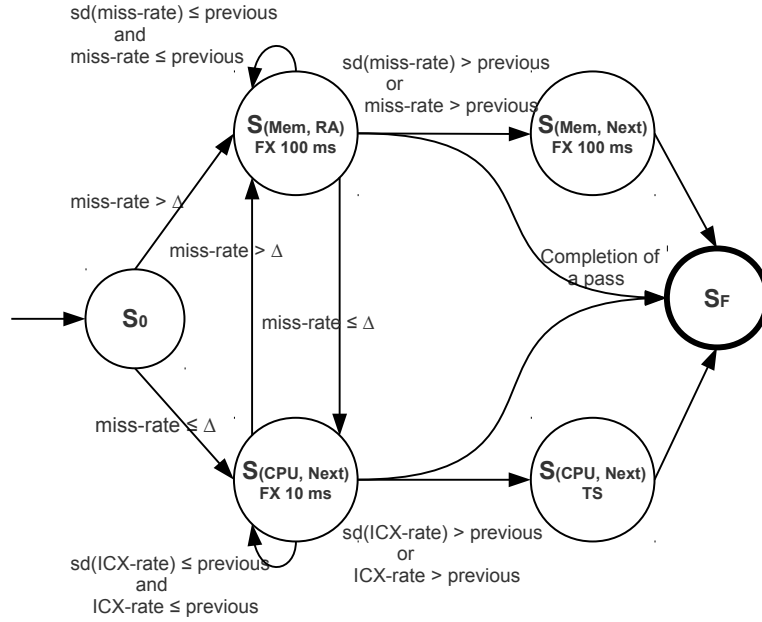 sd(miss-rate) ≤ previous
and
miss-rate ≤ previous
sd(miss-rate) > previous
or
miss-rate > previous
S(Mem, RA)
FX 100 ms
S(Mem, Next)
FX 100 ms
miss-rate > Δ
miss-rate > Δ
Completion of
a pass
S0
SF
miss-rate ≤ Δ
miss-rate ≤ Δ
S(CPU, Next)
FX 10 ms
S(CPU, Next)
TS
sd(ICX-rate) ≤ previous
and
ICX-rate ≤ previous
sd(ICX-rate) > previous
or
ICX-rate > previous